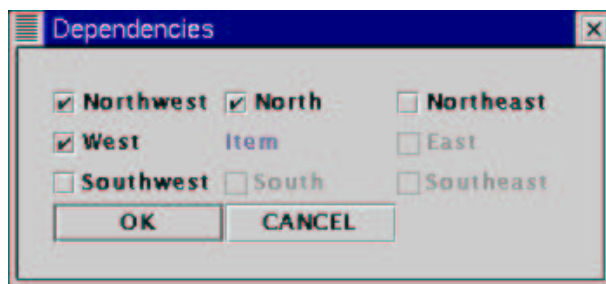 Dependencies
Northwest North Northeast
West Item East
Southwest South Southeast
OK CANCEL